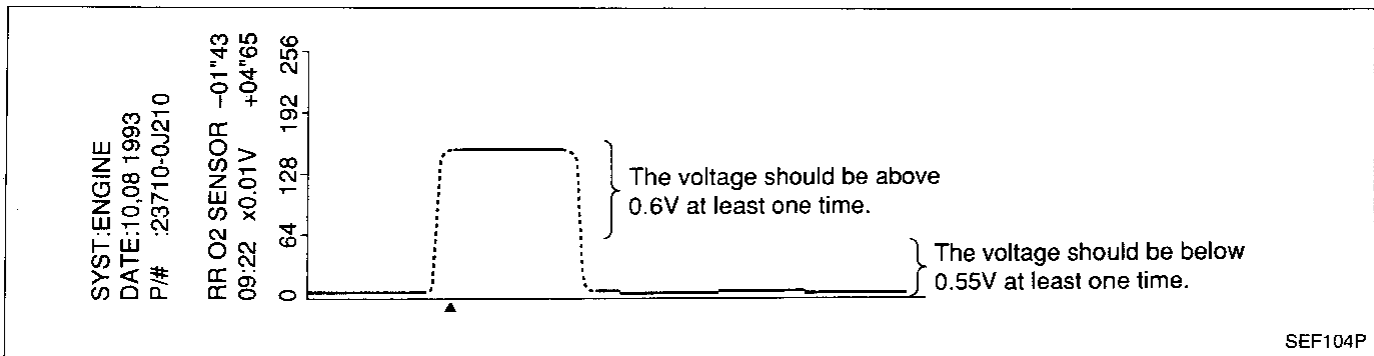 SYST:ENGINE
DATE:10,08 1993
P/# :23710-0J210
RR O2 SENSOR -01"43
09:22 x0.01V +04"65
256
192
128
64
0
The voltage should be above
0.6V at least one time.
The voltage should be below
0.55V at least one time.
SEF104P